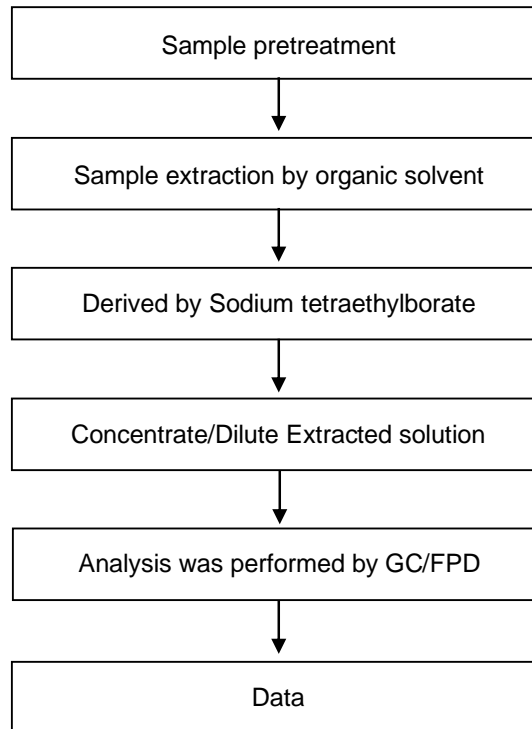 Sample pretreatment
Sample extraction by organic solvent
Derived by Sodium tetraethylborate
Concentrate/Dilute Extracted solution
Analysis was performed by GC/FPD
Data